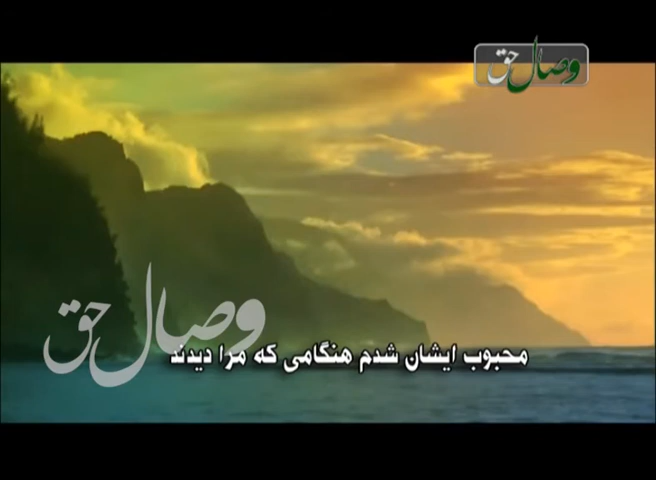 وصال حق
وصال حق
محبوب ایشان شدم هنگامی که مرا دیدند